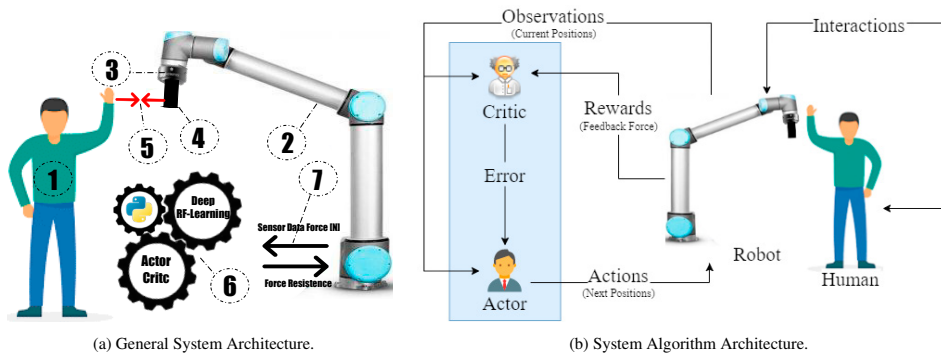 3
4
5
2
1
7
6
Deep
RF-Learning
Actor
Critc
Sensor Data Force [N]
Force Resistence
(a) General System Architecture.
Observations
(Current Positions)
Interactions
Critic
Rewards
(Feedback Force)
Error
Actor
Actions
(Next Positions)
Robot
Human
(b) System Algorithm Architecture.